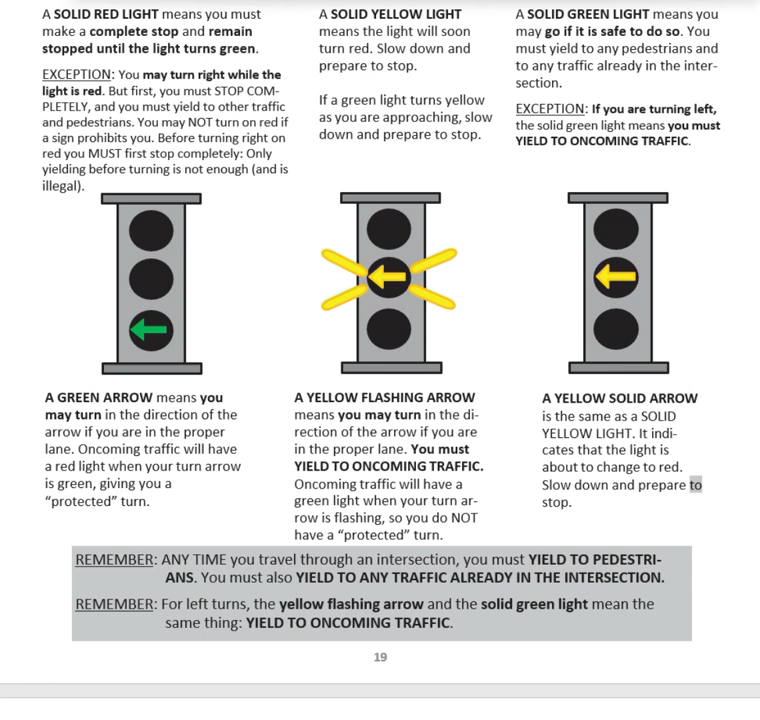 A SOLID RED LIGHT means you must
make a complete stop and remain
stopped until the light turns green.
EXCEPTION: You may turn right while the
light is red. But first, you must STOP COM-
PLETELY, and you must yield to other traffic
and pedestrians. You may NOT turn on red if
a sign prohibits you. Before turning right on
red you MUST first stop completely: Only
yielding before turning is not enough (and is
illegal).
A SOLID YELLOW LIGHT
means the light will soon
turn red. Slow down and
prepare to stop.
If a green light turns yellow
as you are approaching, slow
down and prepare to stop.
A SOLID GREEN LIGHT means you
may go if it is safe to do so. You
must yield to any pedestrians and
to any traffic already in the inter-
section.
EXCEPTION: If you are turning left,
the solid green light means you must
YIELD TO ONCOMING TRAFFIC.
A GREEN ARROW means you
may turn in the direction of the
arrow if you are in the proper
lane. Oncoming traffic will have
a red light when your turn arrow
is green, giving you a
“protected” turn.
A YELLOW FLASHING ARROW
means you may turn in the di-
rection of the arrow if you are
in the proper lane. You must
YIELD TO ONCOMING TRAFFIC.
Oncoming traffic will have a
green light when your turn ar-
row is flashing, so you do NOT
have a “protected” turn.
A YELLOW SOLID ARROW
is the same as a SOLID
YELLOW LIGHT. It indi-
cates that the light is
about to change to red.
Slow down and prepare to
stop.
REMEMBER: ANY TIME you travel through an intersection, you must YIELD TO PEDESTRI-
ANS. You must also YIELD TO ANY TRAFFIC ALREADY IN THE INTERSECTION.
REMEMBER: For left turns, the yellow flashing arrow and the solid green light mean the
same thing: YIELD TO ONCOMING TRAFFIC.
19